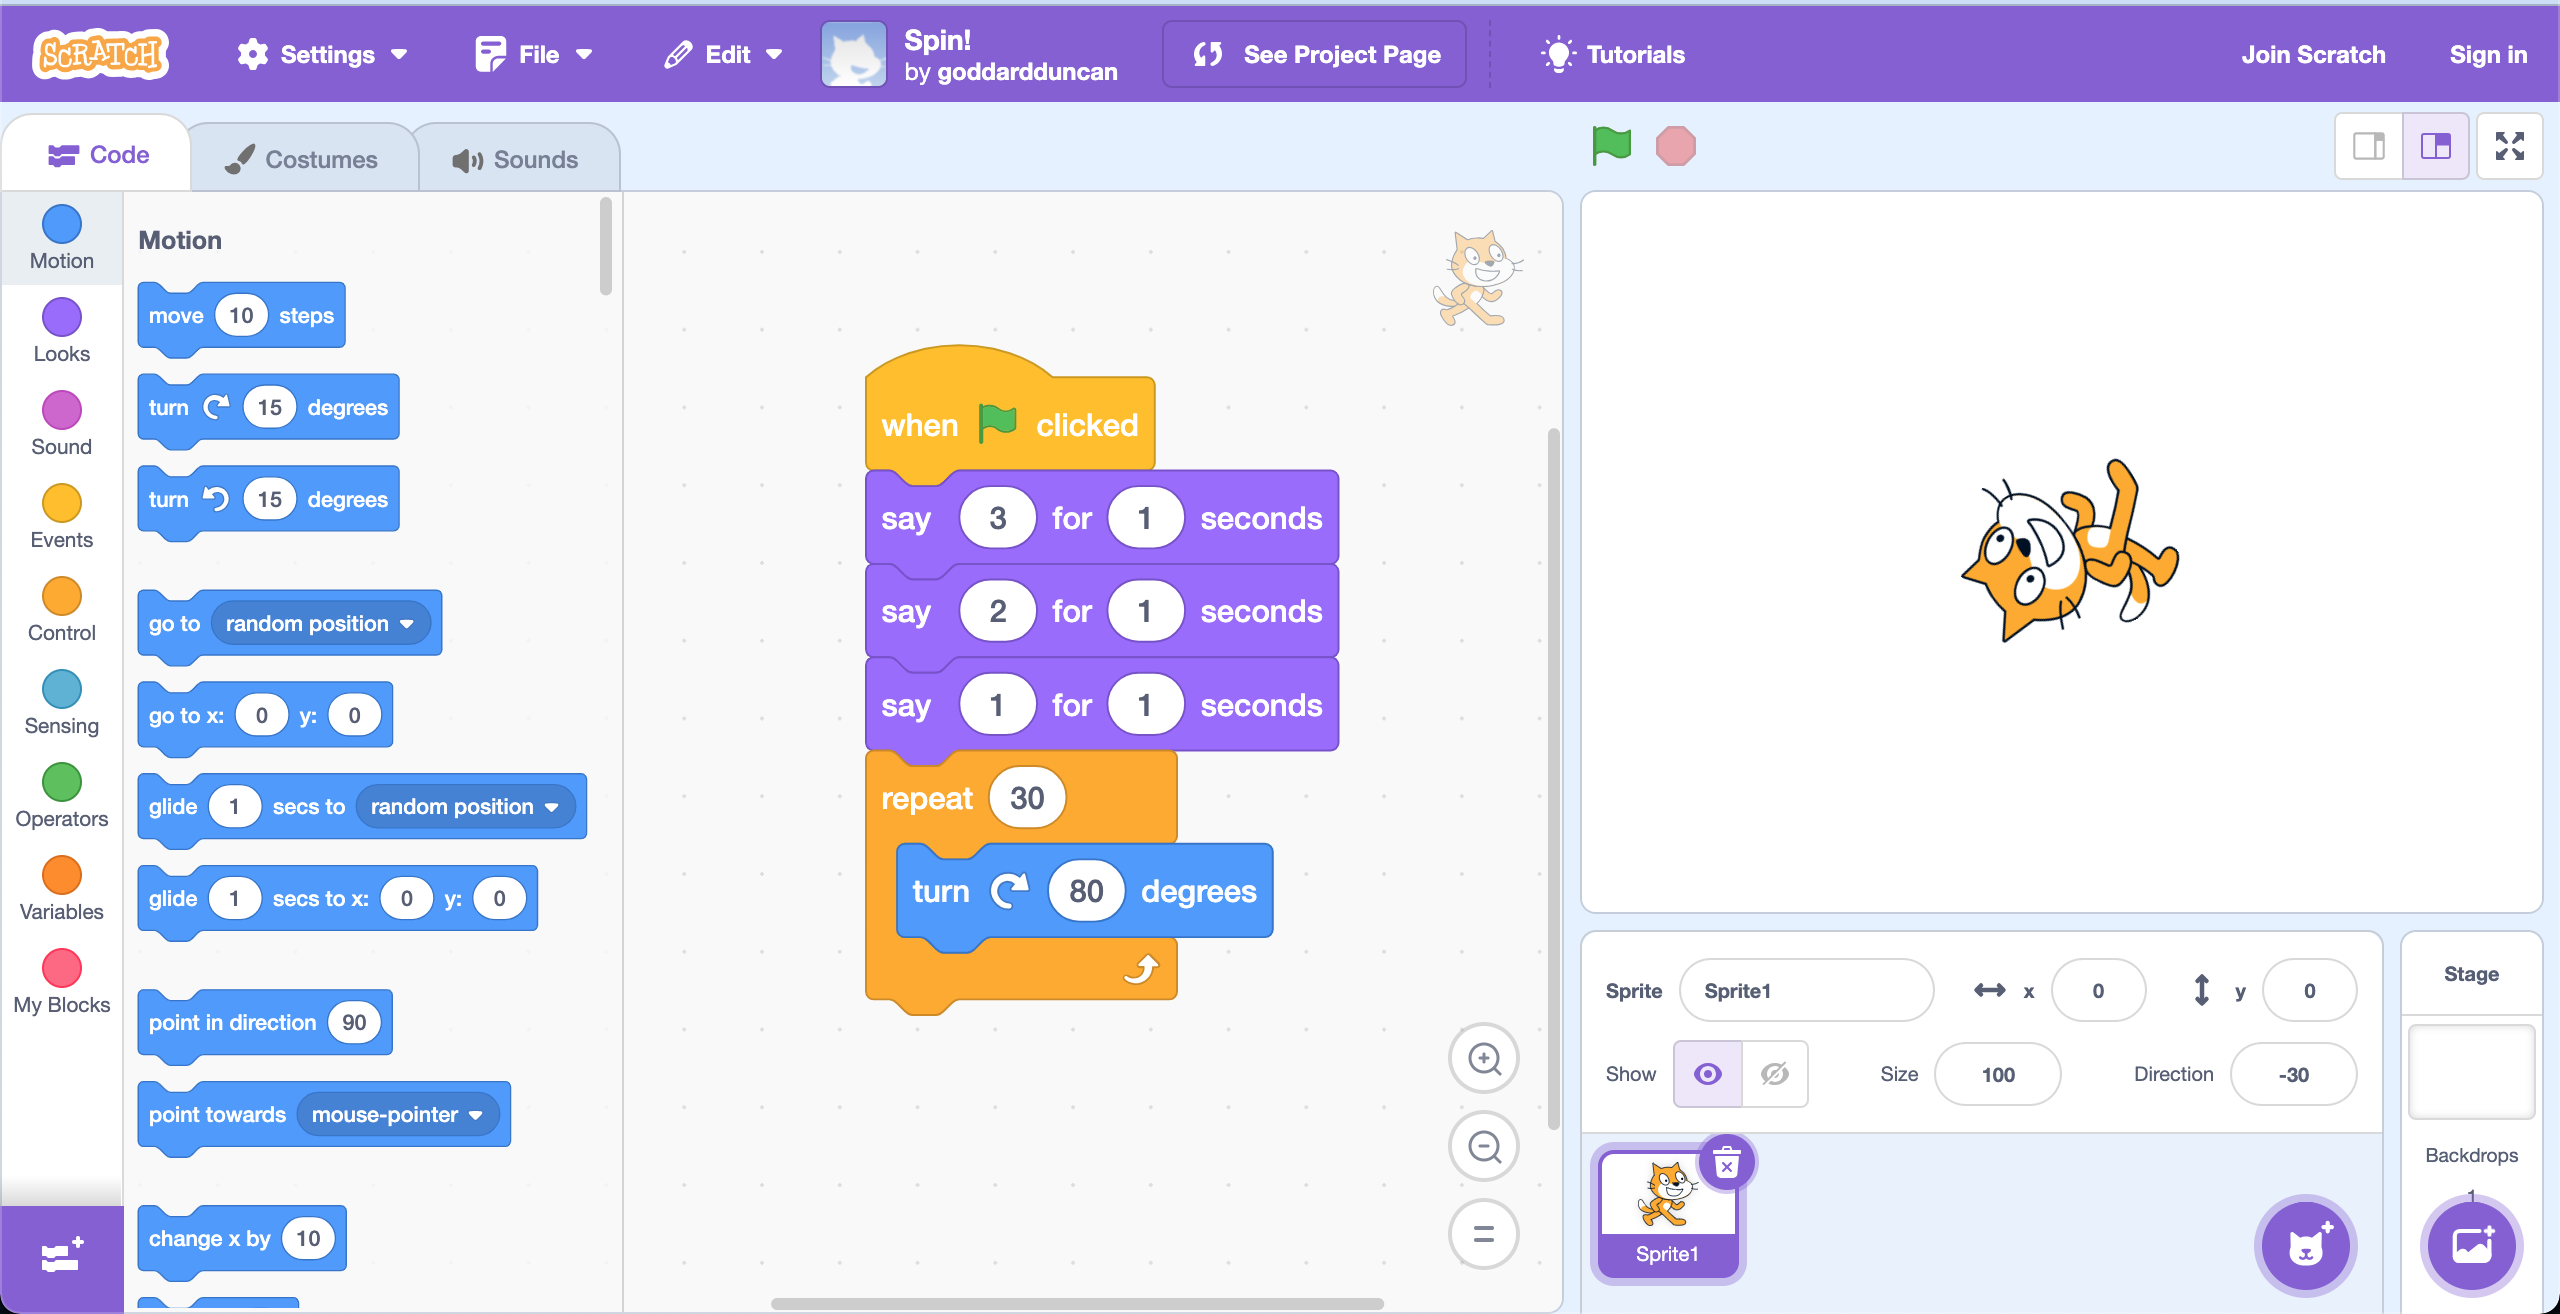 SCRATCH
Settings
File
Edit
Spin!
by goddardduncan
See Project Page
Tutorials
Join Scratch
Sign in
Code
Costumes
Sounds
Motion
Looks
Sound
Events
Control
Sensing
Operators
Variables
My Blocks
Motion
move 10 steps
turn 15 degrees
turn 15 degrees
go to random position
go to x: 0 y: 0
glide 1 secs to random position
glide 1 secs to x: 0 y: 0
point in direction 90
point towards mouse-pointer
change x by 10
when clicked
say 3 for 1 seconds
say 2 for 1 seconds
say 1 for 1 seconds
repeat 30
turn 80 degrees
Sprite Sprite1 x 0 y 0
Show Size 100 Direction -30
Sprite1
Stage
Backdrops
1